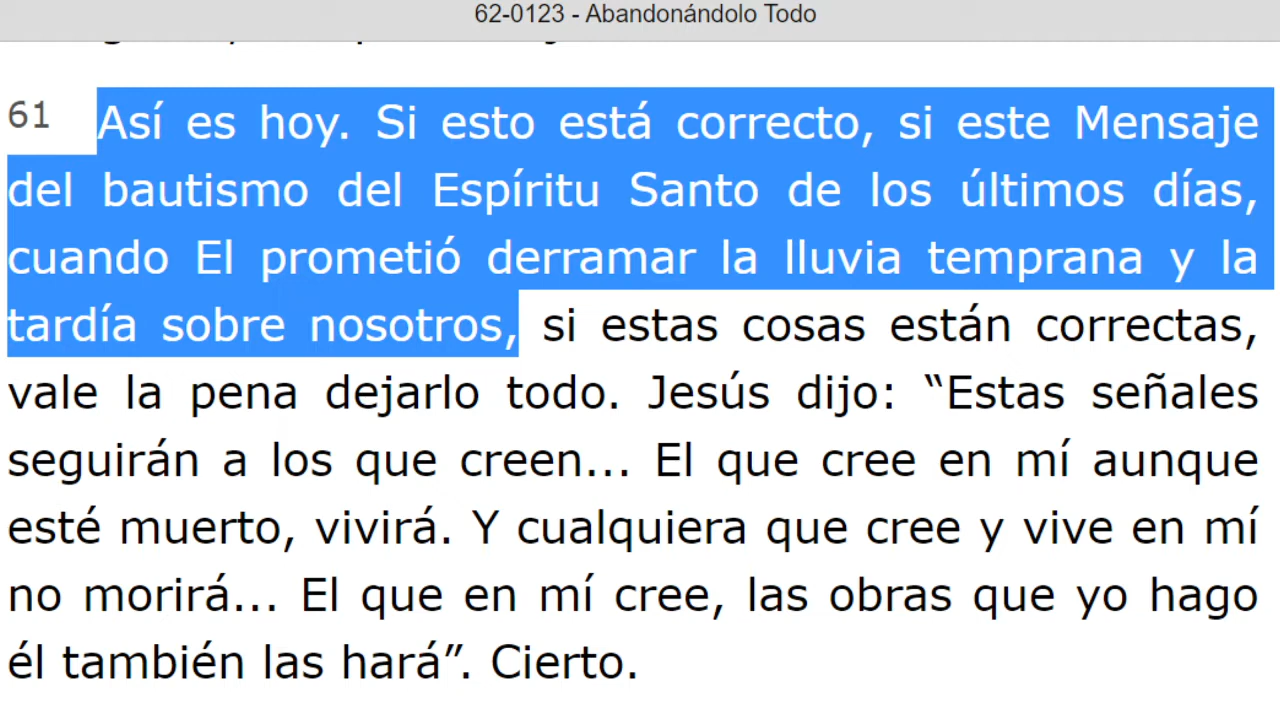 62-0123 - Abandonándolo Todo
61 Así es hoy. Si esto está correcto, si este Mensaje
del bautismo del Espíritu Santo de los últimos días,
cuando El prometió derramar la lluvia temprana y la
tardía sobre nosotros, si estas cosas están correctas,
vale la pena dejarlo todo. Jesús dijo: “Estas señales
seguirán a los que creen... El que cree en mí aunque
esté muerto, vivirá. Y cualquiera que cree y vive en mí
no morirá... El que en mí cree, las obras que yo hago
él también las hará”. Cierto.